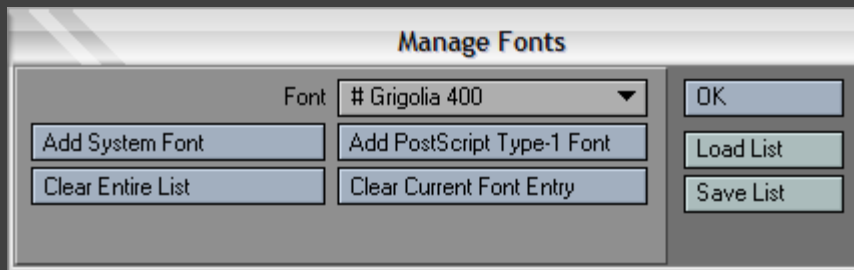 Manage Fonts
Font # Grigolia 400
OK
Add System Font Add PostScript Type-1 Font
Load List
Clear Entire List Clear Current Font Entry
Save List